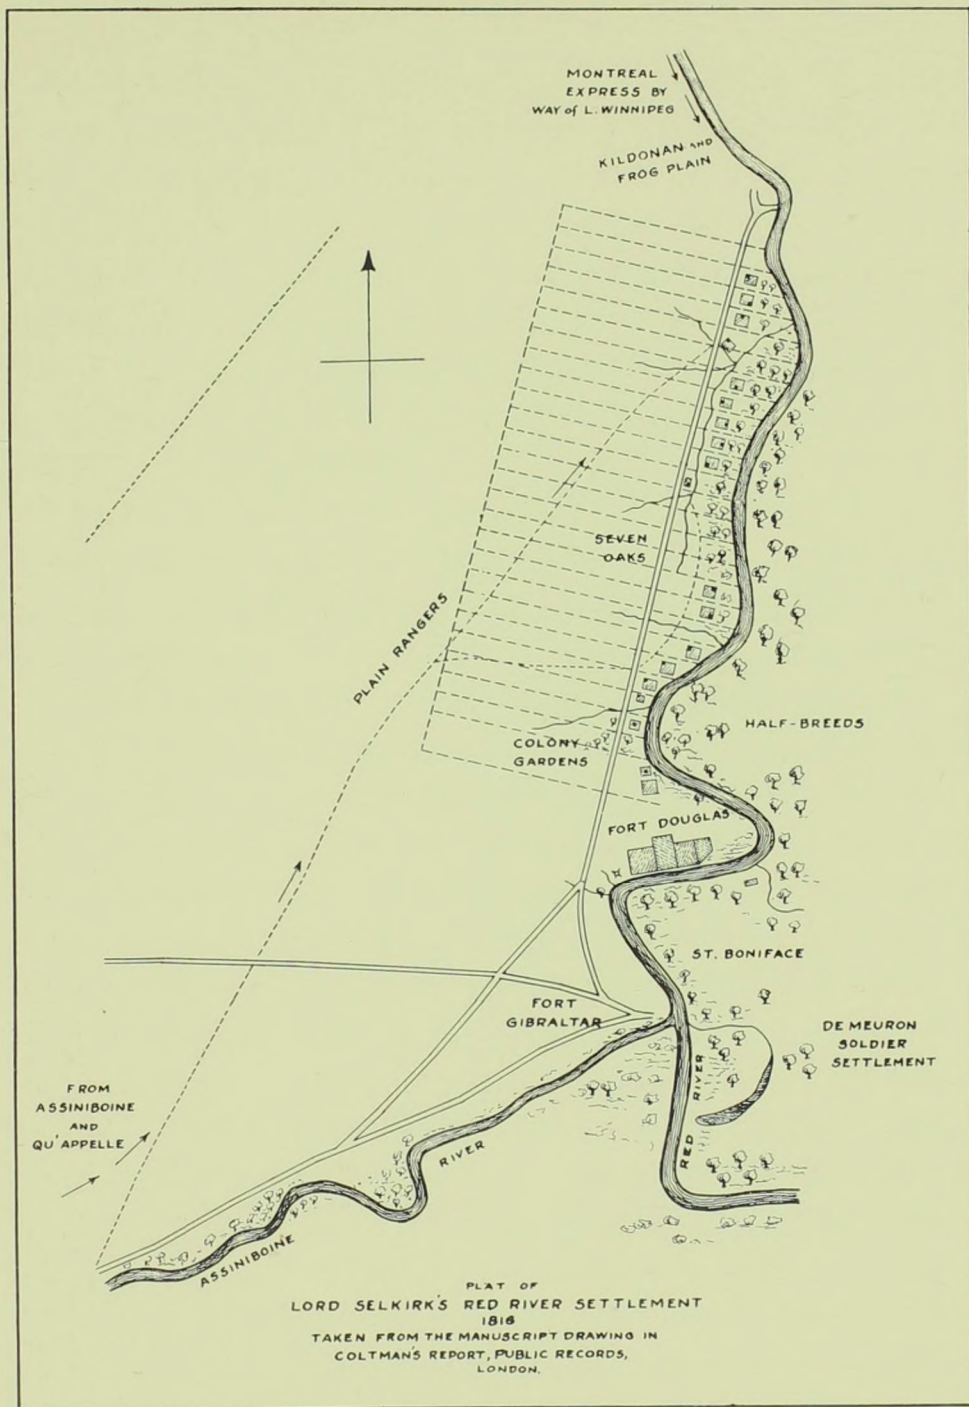 MONTREAL
EXPRESS BY
WAY of L. WINNIPEG
KILDONAN AND
FROG PLAIN
SEVEN
OAKS
PLAIN RANGERS
HALF-BREEDS
COLONY
GARDENS
FORT DOUGLAS
ST. BONIFACE
FORT
GIBRALTAR
DE MEURON
SOLDIER
SETTLEMENT
FROM
ASSINIBOINE
AND
QU'APPELLE
RED RIVER
ASSINIBOINE RIVER
PLAT OF
LORD SELKIRK'S RED RIVER SETTLEMENT
1816
TAKEN FROM THE MANUSCRIPT DRAWING IN
COLTMAN'S REPORT, PUBLIC RECORDS,
LONDON.